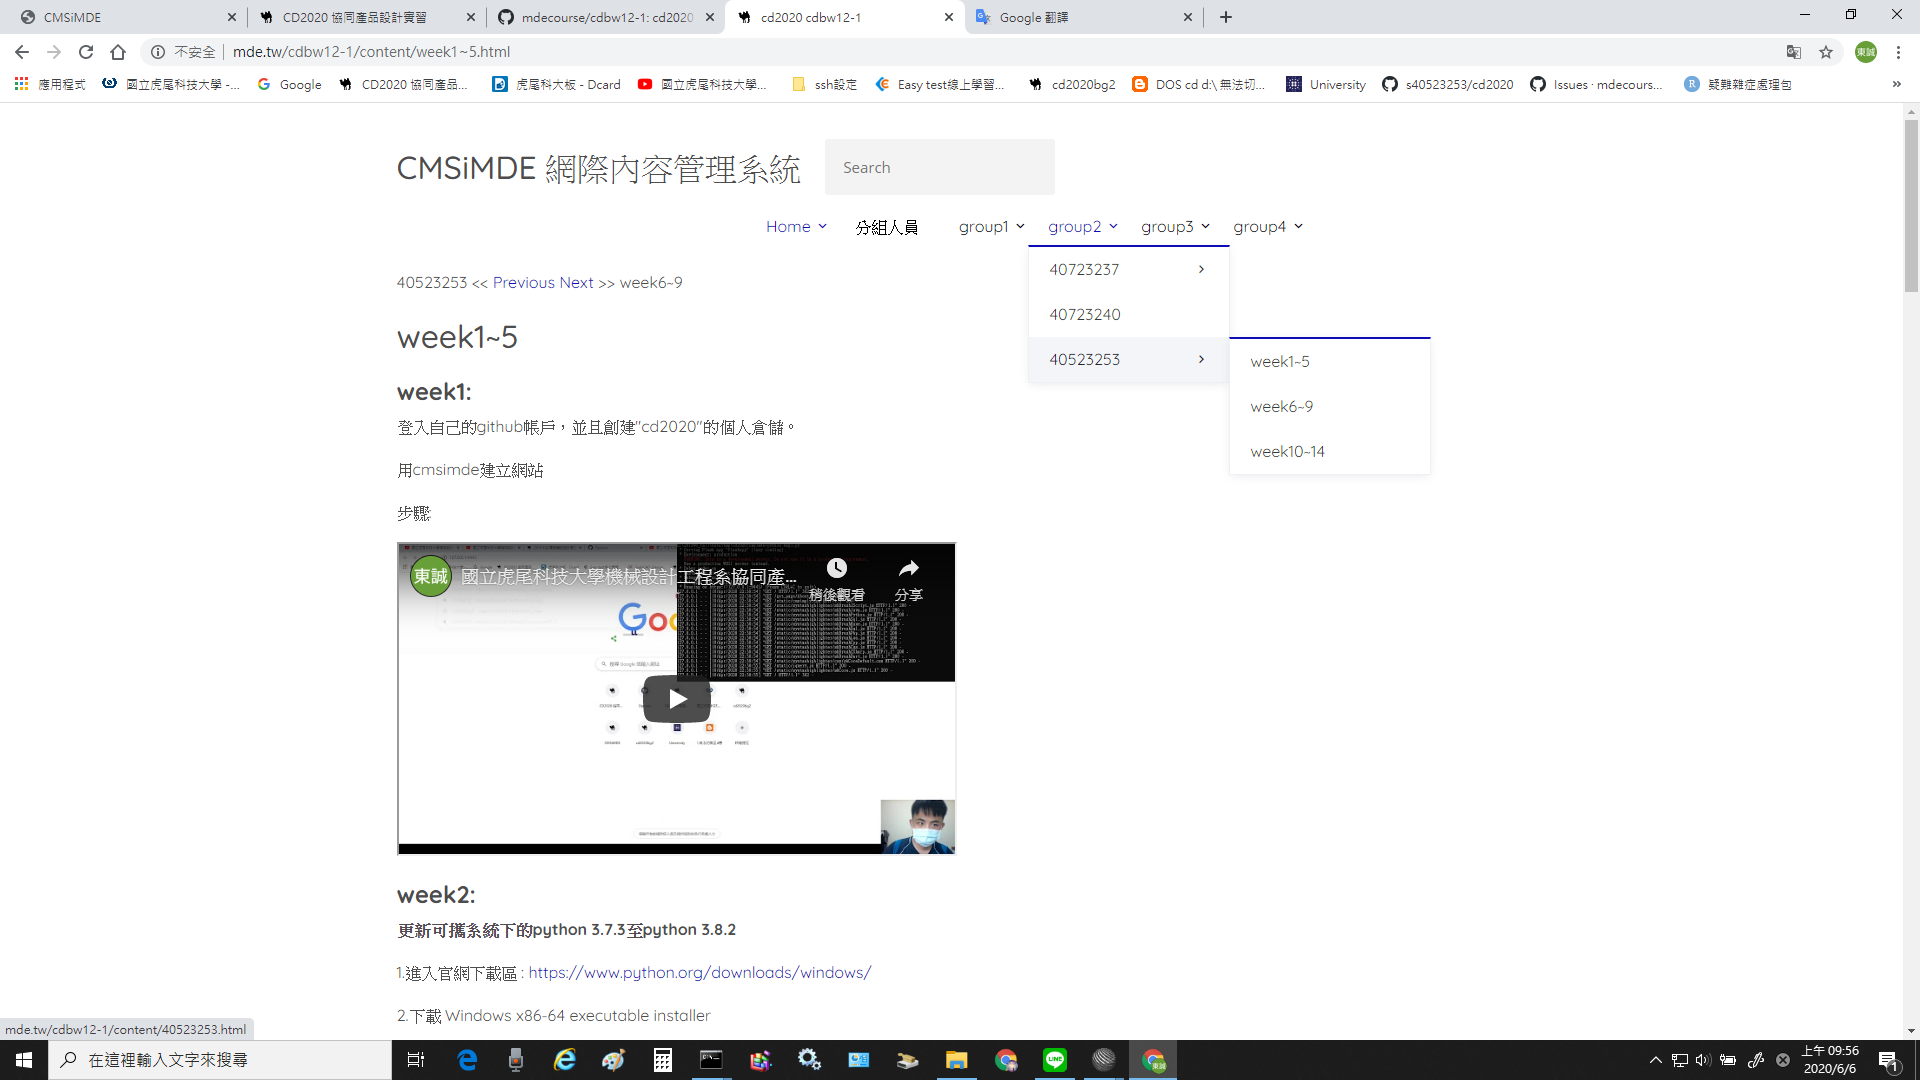 CMSiMDE
CD2020 協同產品設計實習
mdecourse/cdbw12-1: cd2020
cd2020 cdbw12-1
Google 翻譯
不安全
mde.tw/cdbw12-1/content/week1~5.html
東誠
應用程式
國立虎尾科技大學 -...
Google
CD2020 協同產品...
虎尾科大板 - Dcard
國立虎尾科技大學...
ssh設定
Easy test線上學習...
cd2020bg2
DOS cd d:\ 無法切...
University
s40523253/cd2020
Issues · mdecours...
疑難雜症處理包
»
CMSiMDE 網際內容管理系統
Search
Home
分組人員
group1
group2
group3
group4
40723237
40723240
40523253
week1~5
week6~9
week10~14
40523253 << Previous Next >> week6~9
week1~5
week1:
登入自己的github帳戶，並且創建"cd2020"的個人倉儲。
用cmsimde建立網站
步驟:
東誠
國立虎尾科技大學機械設計工程系協同產...
稍後觀看
分享
week2:
更新可攜系統下的python 3.7.3至python 3.8.2
1.進入官網下載區 : https://www.python.org/downloads/windows/
2.下載 Windows x86-64 executable installer
mde.tw/cdbw12-1/content/40523253.html
在這裡輸入文字來搜尋
上午 09:56
2020/6/6
1